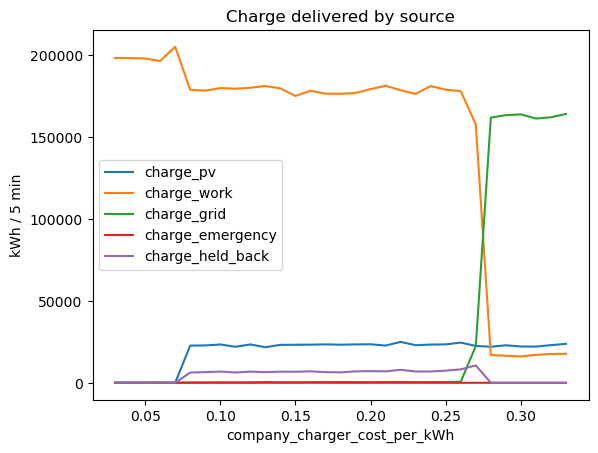 Charge delivered by source
kWh / 5 min
200000
150000
100000
50000
0
charge_pv
charge_work
charge_grid
charge_emergency
charge_held_back
0.05 0.10 0.15 0.20 0.25 0.30
company_charger_cost_per_kWh